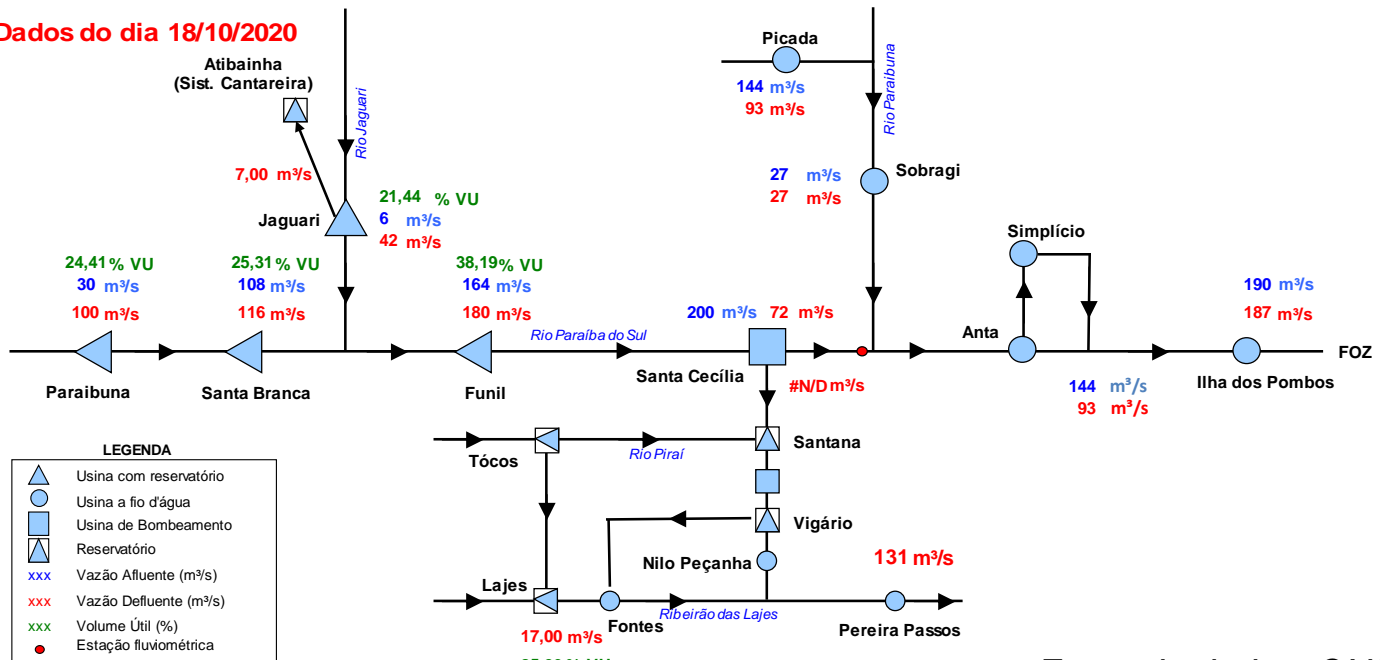 Dados do dia 18/10/2020
Atibainha
(Sist. Cantareira)
Rio Jaguari
7,00 m³/s
Jaguari
21,44 % VU
6 m³/s
42 m³/s
Picada
144 m³/s
93 m³/s
Rio Paraibuna
27 m³/s
27 m³/s
Sobragi
24,41 % VU
30 m³/s
100 m³/s
Paraibuna
25,31 % VU
108 m³/s
116 m³/s
Santa Branca
38,19 % VU
164 m³/s
180 m³/s
Funil
Rio Paraíba do Sul
200 m³/s 72 m³/s
Santa Cecília
#N/D m³/s
Simplício
Anta
144 m³/s
93 m³/s
190 m³/s
187 m³/s
Ilha dos Pombos
FOZ
Tócos
Rio Piraí
Santana
Vigário
Nilo Peçanha
131 m³/s
Lajes
17,00 m³/s
Fontes
Ribeirão das Lajes
Pereira Passos
LEGENDA
Usina com reservatório
Usina a fio d'água
Usina de Bombeamento
Reservatório
xxx Vazão Afluente (m³/s)
xxx Vazão Defluente (m³/s)
xxx Volume Útil (%)
Estação fluviométrica